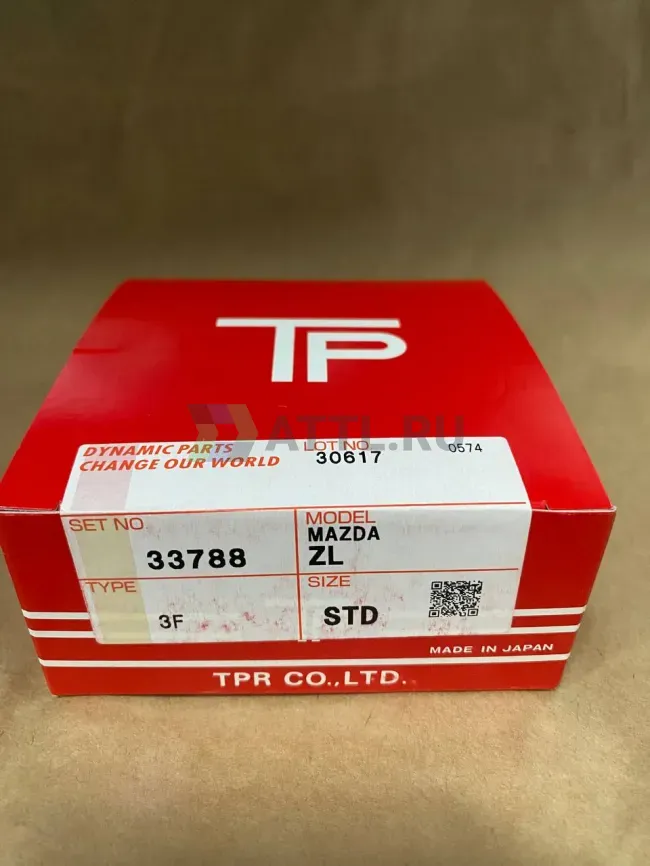 TP
ATTL.RU
DYNAMIC PARTS
CHANGE OUR WORLD
LOT NO
30617
0574
SET NO
33788
MODEL
MAZDA
ZL
TYPE
3F
SIZE
STD
MADE IN JAPAN
TPR CO.,LTD.